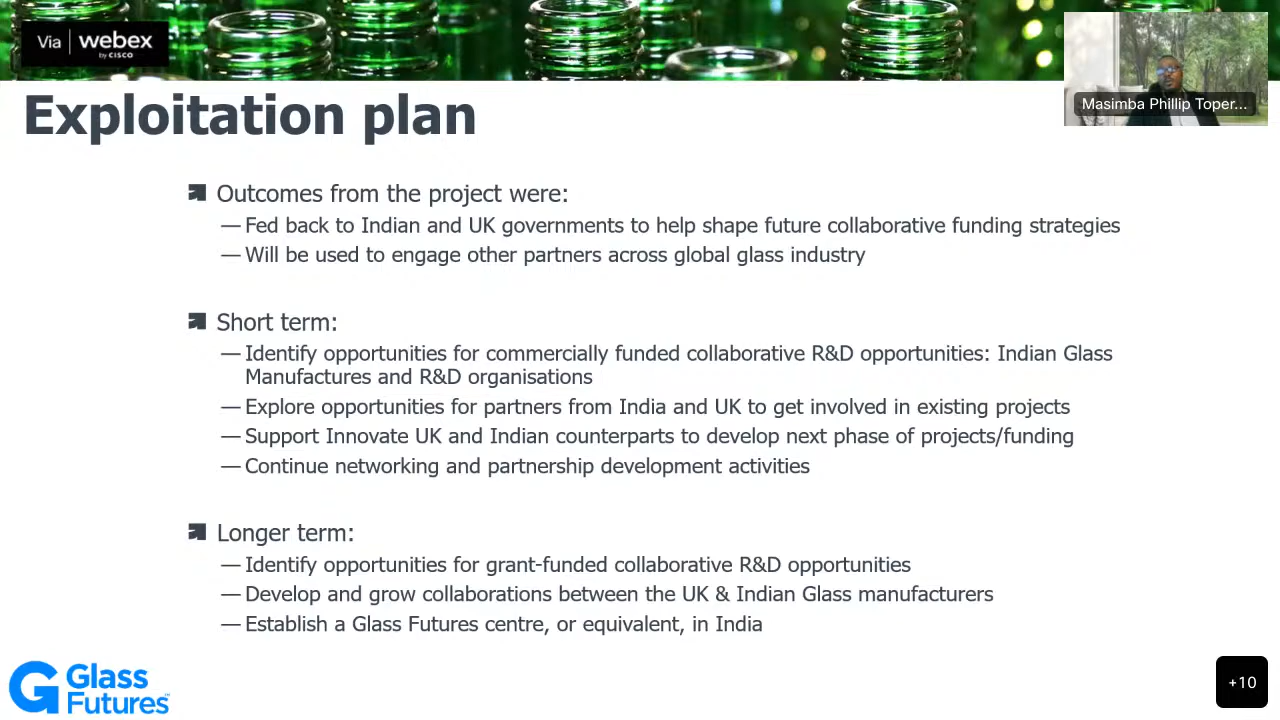 Via | webex
by CISCO
Masimba Phillip Toper...
Exploitation plan
Outcomes from the project were:
— Fed back to Indian and UK governments to help shape future collaborative funding strategies
— Will be used to engage other partners across global glass industry
Short term:
— Identify opportunities for commercially funded collaborative R&D opportunities: Indian Glass
Manufactures and R&D organisations
— Explore opportunities for partners from India and UK to get involved in existing projects
— Support Innovate UK and Indian counterparts to develop next phase of projects/funding
— Continue networking and partnership development activities
Longer term:
— Identify opportunities for grant-funded collaborative R&D opportunities
— Develop and grow collaborations between the UK & Indian Glass manufacturers
— Establish a Glass Futures centre, or equivalent, in India
Glass
Futures™
+10